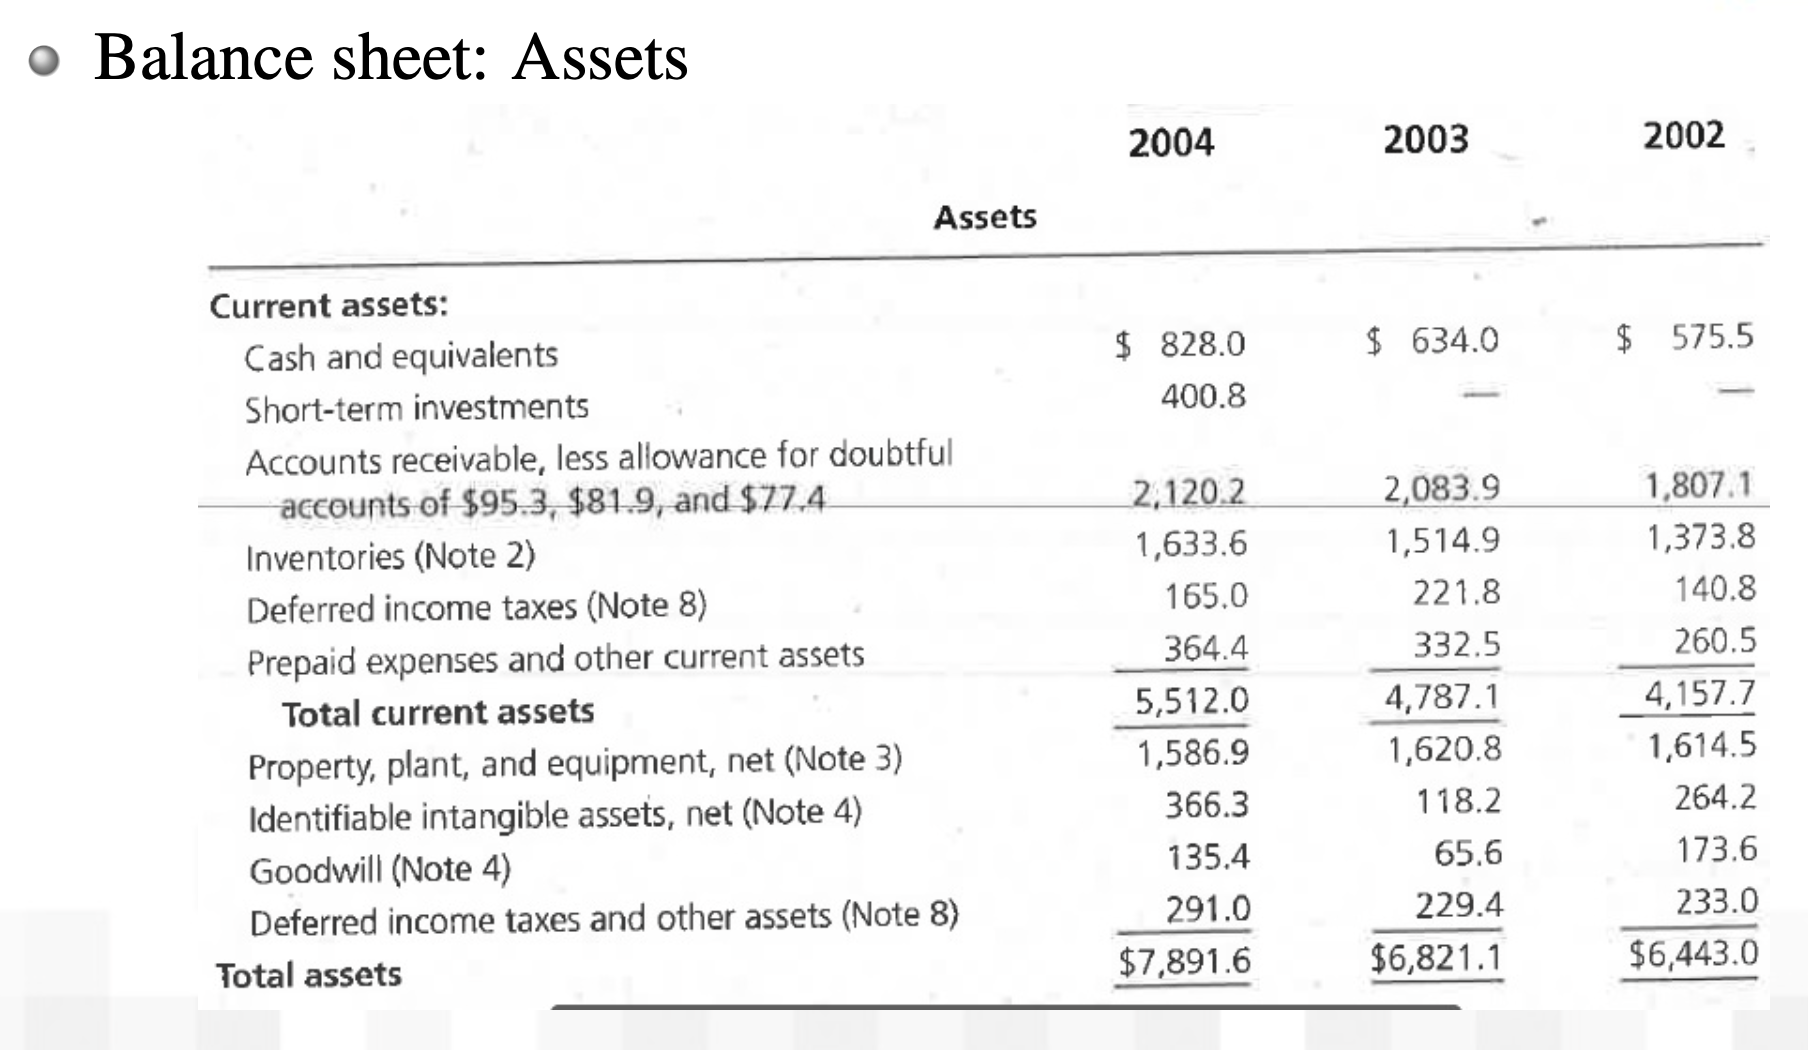 Balance sheet: Assets
2004 2003 2002
Assets
Current assets:
Cash and equivalents $ 828.0 $ 634.0 $ 575.5
Short-term investments 400.8 — —
Accounts receivable, less allowance for doubtful
accounts of $95.3, $81.9, and $77.4 2,120.2 2,083.9 1,807.1
Inventories (Note 2) 1,633.6 1,514.9 1,373.8
Deferred income taxes (Note 8) 165.0 221.8 140.8
Prepaid expenses and other current assets 364.4 332.5 260.5
Total current assets 5,512.0 4,787.1 4,157.7
Property, plant, and equipment, net (Note 3) 1,586.9 1,620.8 1,614.5
Identifiable intangible assets, net (Note 4) 366.3 118.2 264.2
Goodwill (Note 4) 135.4 65.6 173.6
Deferred income taxes and other assets (Note 8) 291.0 229.4 233.0
Total assets $7,891.6 $6,821.1 $6,443.0